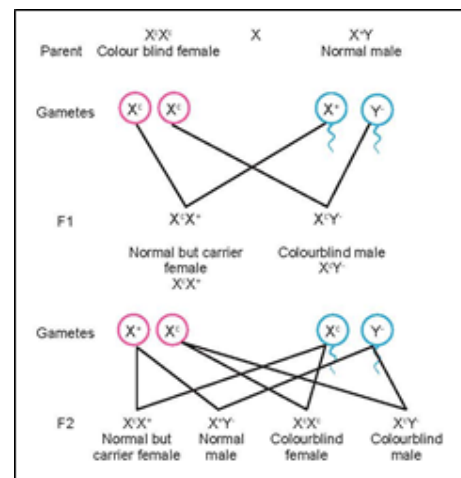 XᶜXᶜ X X⁺Y
Parent Colour blind female Normal male
Gametes Xᶜ Xᶜ X⁺ Y⁻
F1 XᶜX⁺ XᶜY⁻
Normal but carrier Colourblind male
female XᶜY⁻
XᶜX⁺
Gametes X⁺ Xᶜ Xᶜ Y⁻
F2 XᶜX⁺ X⁺Y⁻ XᶜXᶜ XᶜY⁻
Normal but Normal Colourblind Colourblind
carrier female male female male